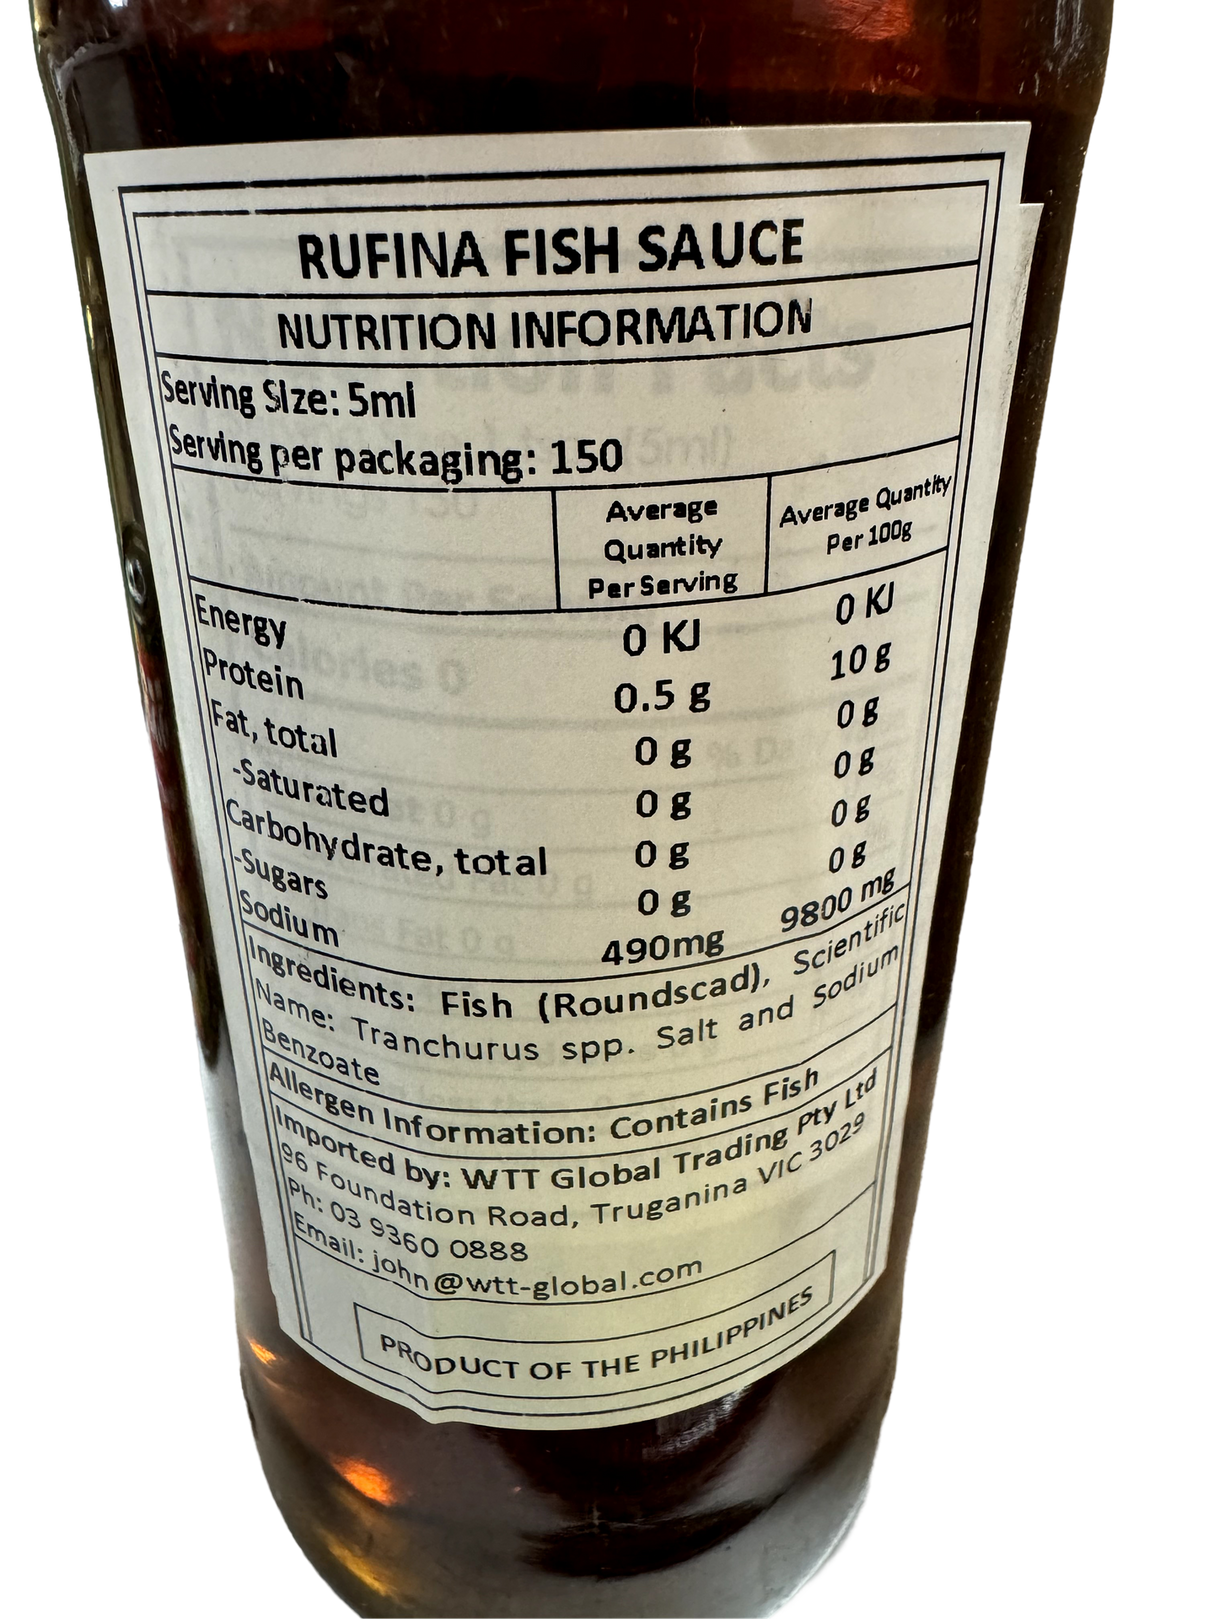 RUFINA FISH SAUCE
NUTRITION INFORMATION
Serving SIze: 5ml
Serving per packaging: 150
Average Quantity Per Serving
Average Quantity Per 100g
Energy 0 KJ 0 KJ
Protein 0.5 g 10 g
Fat, total 0 g 0 g
-Saturated 0 g 0 g
Carbohydrate, total 0 g 0 g
-Sugars 0 g 0 g
Sodium 490mg 9800 mg
Ingredients: Fish (Roundscad), Scientific
Name: Tranchurus spp. Salt and Sodium
Benzoate
Allergen Information: Contains Fish
Imported by: WTT Global Trading Pty Ltd
96 Foundation Road, Truganina VIC 3029
Ph: 03 9360 0888
Email: john@wtt-global.com
PRODUCT OF THE PHILIPPINES